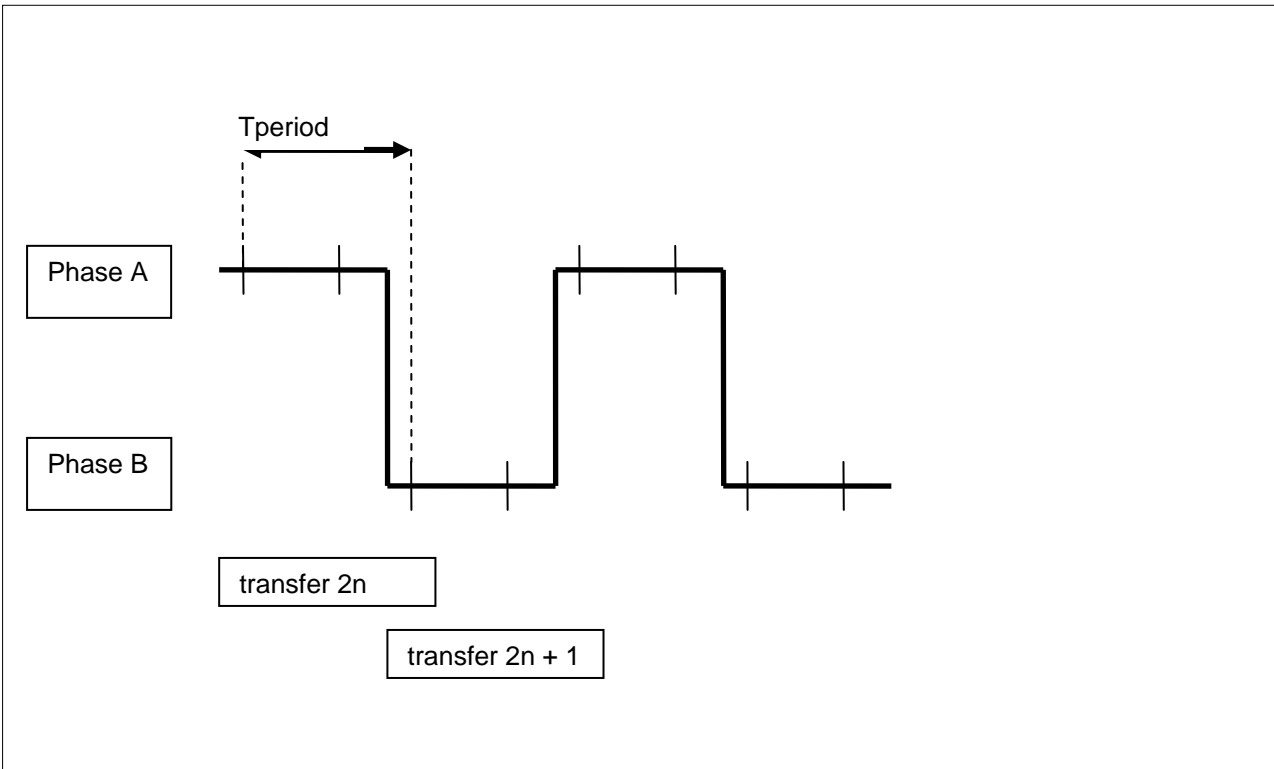 Tperiod
Phase A
Phase B
transfer 2n
transfer 2n + 1